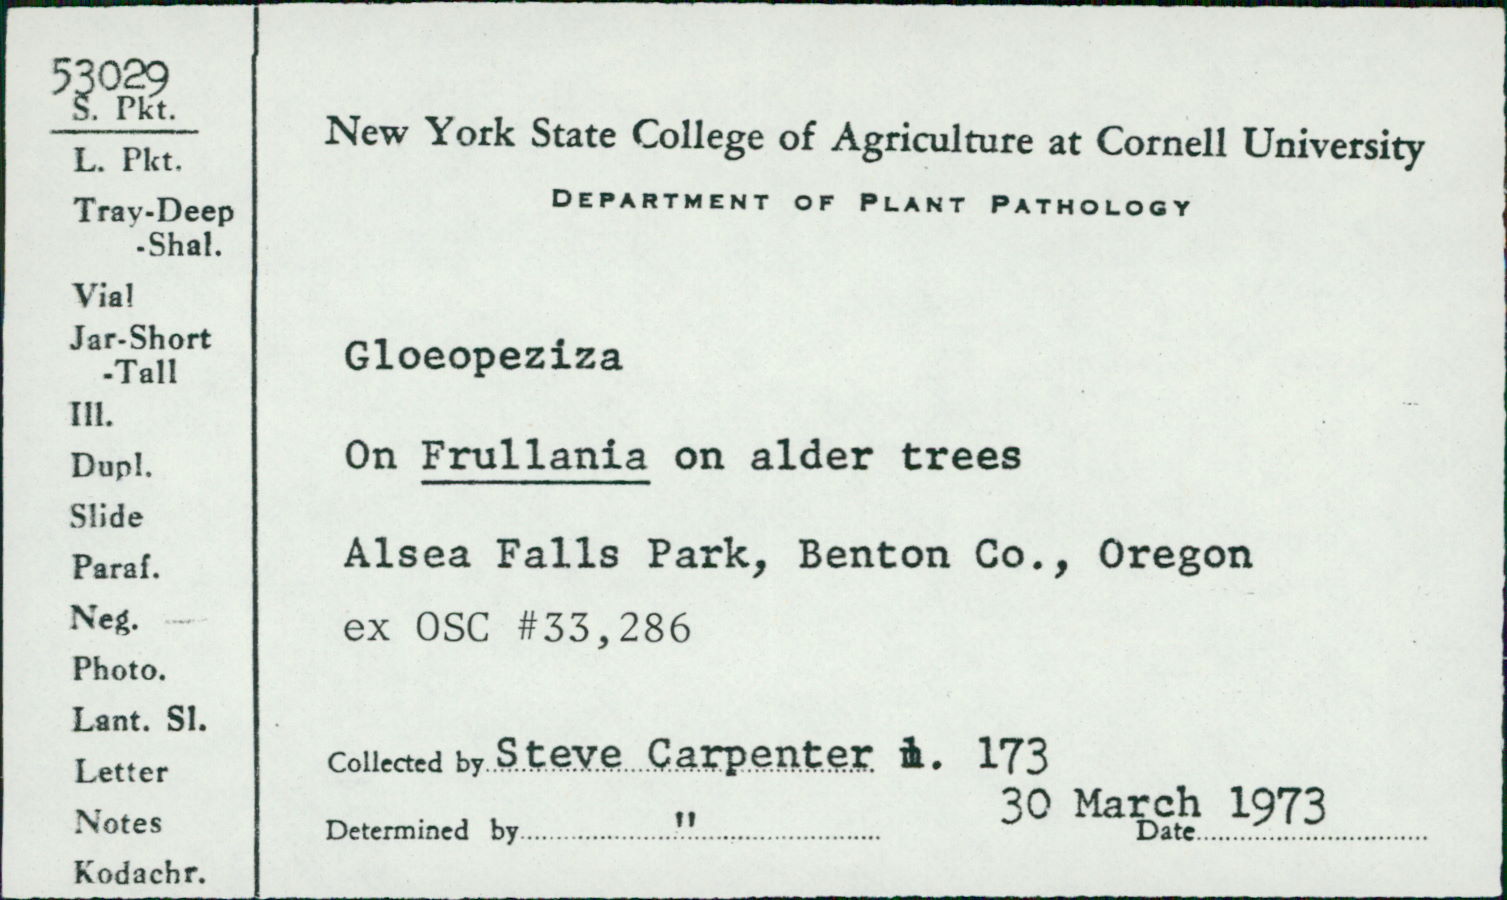 53029
S. Pkt.
L. Pkt.
Tray-Deep
-Shal.
Vial
Jar-Short
-Tall
Ill.
Dupl.
Slide
Paraf.
Neg.
Photo.
Lant. Sl.
Letter
Notes
Kodachr.
New York State College of Agriculture at Cornell University
DEPARTMENT OF PLANT PATHOLOGY
Gloeopeziza
On Frullania on alder trees
Alsea Falls Park, Benton Co., Oregon
ex OSC #33,286
Collected by Steve Carpenter 173
30 March 1973
Determined by " Date